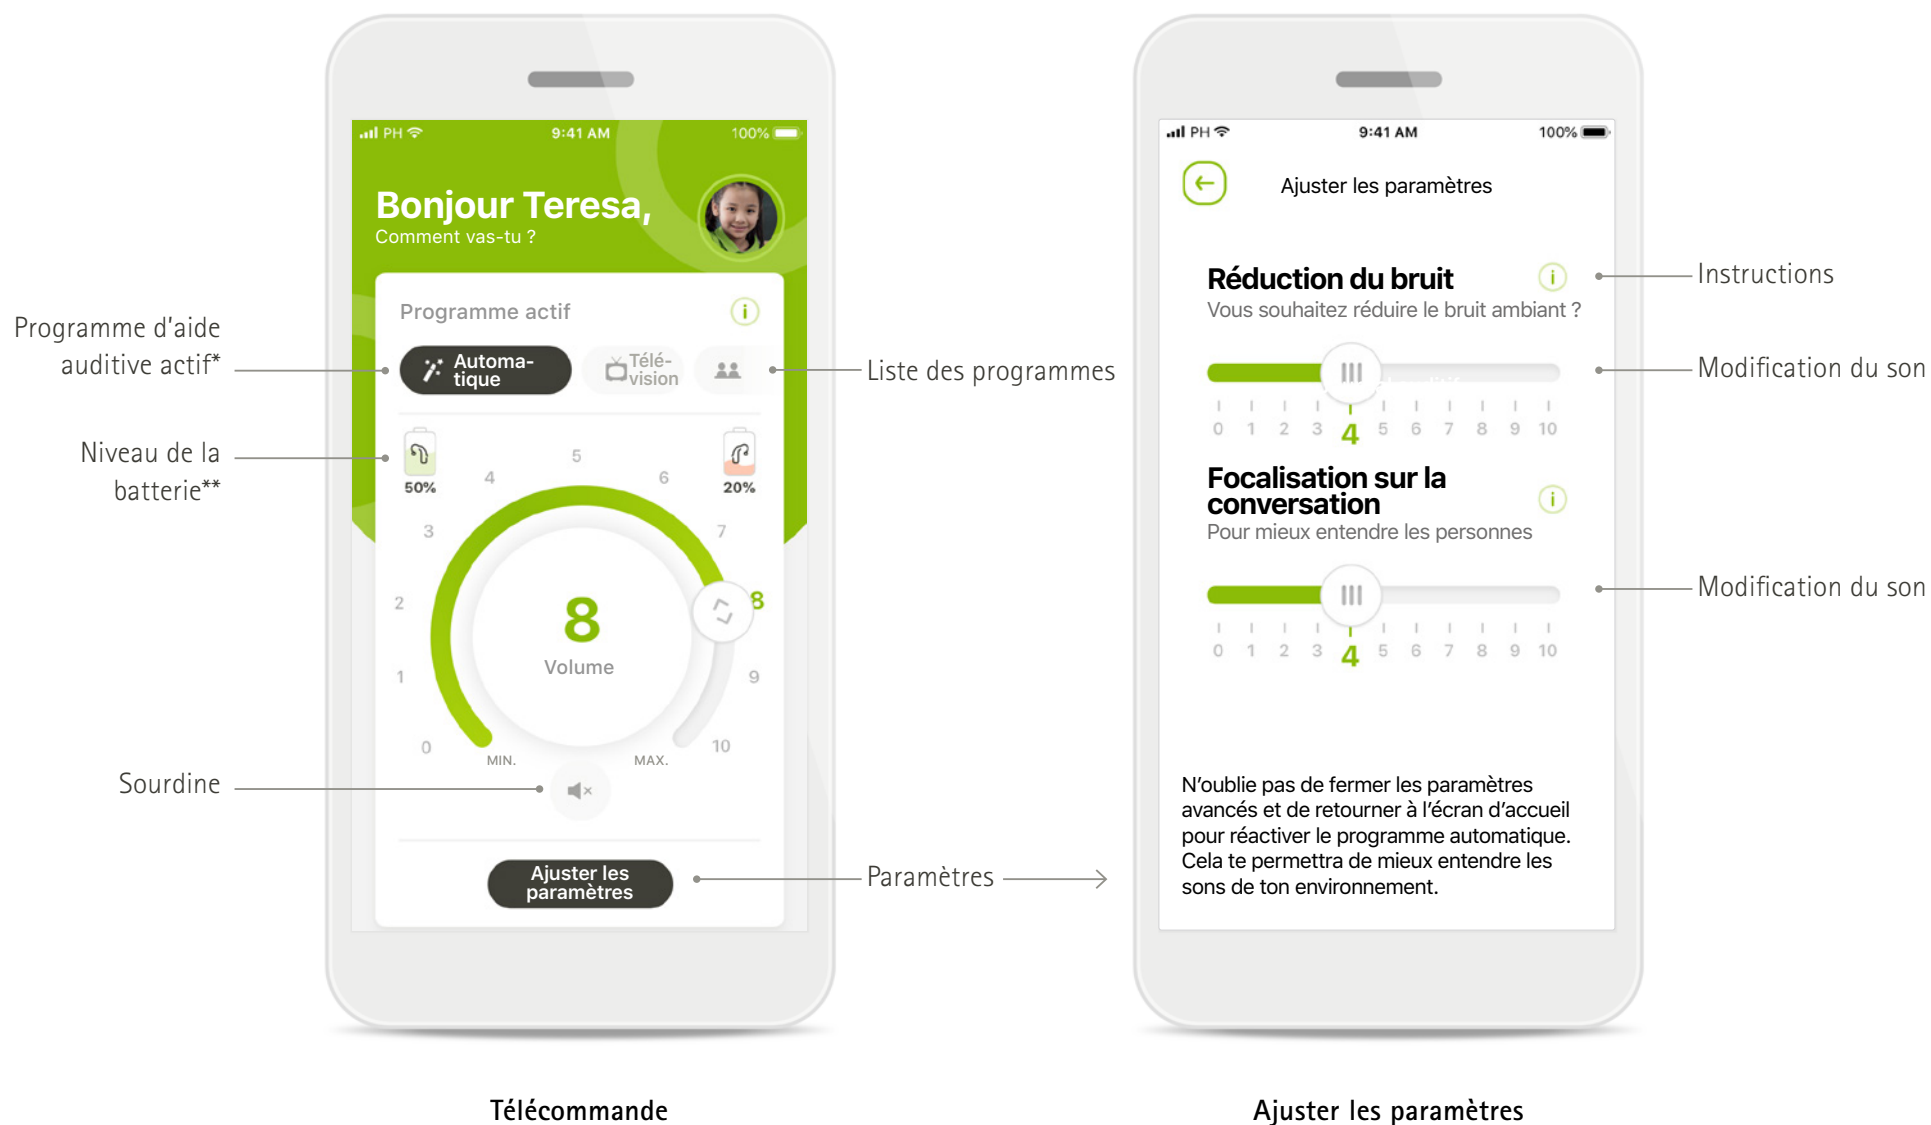 PH
9:41 AM
100%
Bonjour Teresa,
Comment vas-tu ?
Programme actif
i
Automa-
tique
Télé-
vision
50%
20%
0
1
2
3
4
5
6
7
8
9
10
8
Volume
MIN.
MAX.
Ajuster les
paramètres
Programme d'aide
auditive actif*
Niveau de la
batterie**
Sourdine
Liste des programmes
Paramètres
Télécommande
PH
9:41 AM
100%
Ajuster les paramètres
Réduction du bruit
i
Vous souhaitez réduire le bruit ambiant ?
0 1 2 3 4 5 6 7 8 9 10
Focalisation sur la
conversation
i
Pour mieux entendre les personnes
0 1 2 3 4 5 6 7 8 9 10
N'oublie pas de fermer les paramètres
avancés et de retourner à l'écran d'accueil
pour réactiver le programme automatique.
Cela te permettra de mieux entendre les
sons de ton environnement.
Instructions
Modification du son
Modification du son
Ajuster les paramètres